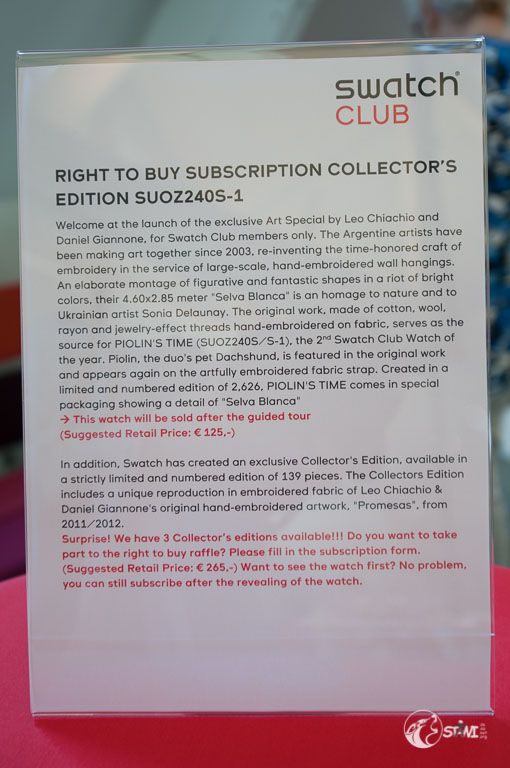 swatch®
CLUB
RIGHT TO BUY SUBSCRIPTION COLLECTOR'S
EDITION SUOZ240S-1
Welcome at the launch of the exclusive Art Special by Leo Chiachio and
Daniel Giannone, for Swatch Club members only. The Argentine artists have
been making art together since 2003, re-inventing the time-honored craft of
embroidery in the service of large-scale, hand-embroidered wall hangings.
An elaborate montage of figurative and fantastic shapes in a riot of bright
colors, their 4.60x2.85 meter "Selva Blanca" is an homage to nature and to
Ukrainian artist Sonia Delaunay. The original work, made of cotton, wool,
rayon and jewelry-effect threads hand-embroidered on fabric, serves as the
source for PIOLIN'S TIME (SUOZ240S/S-1), the 2nd Swatch Club Watch of
the year. Piolin, the duo's pet Dachshund, is featured in the original work
and appears again on the artfully embroidered fabric strap. Created in a
limited and numbered edition of 2,626, PIOLIN'S TIME comes in special
packaging showing a detail of "Selva Blanca"
→ This watch will be sold after the guided tour
(Suggested Retail Price: € 125,-)
In addition, Swatch has created an exclusive Collector's Edition, available in
a strictly limited and numbered edition of 139 pieces. The Collectors Edition
includes a unique reproduction in embroidered fabric of Leo Chiachio &
Daniel Giannone's original hand-embroidered artwork, "Promesas", from
2011/2012.
Surprise! We have 3 Collector's editions available!!! Do you want to take
part to the right to buy raffle? Please fill in the subscription form.
(Suggested Retail Price: € 265,-) Want to see the watch first? No problem,
you can still subscribe after the revealing of the watch.